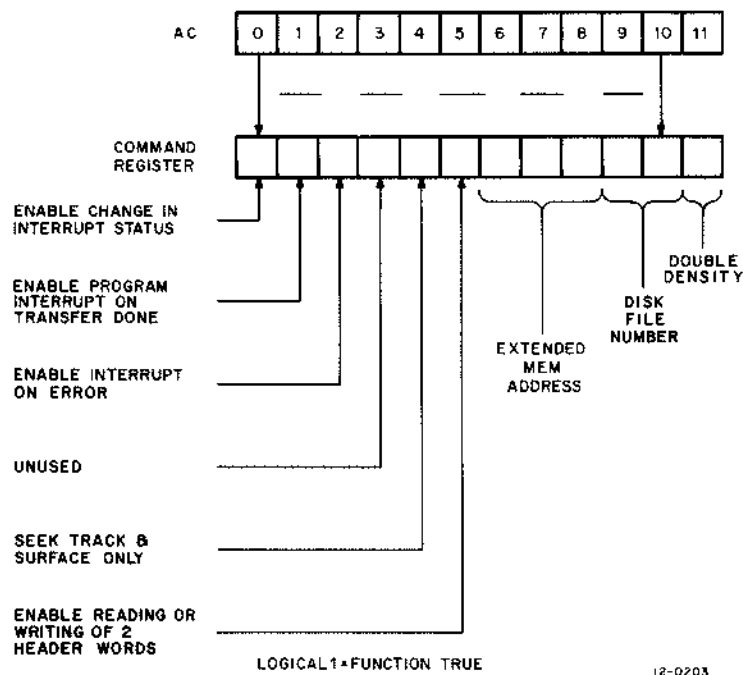 AC 0 1 2 3 4 5 6 7 8 9 10 11
COMMAND
REGISTER
ENABLE CHANGE IN
INTERRUPT STATUS
ENABLE PROGRAM
INTERRUPT ON
TRANSFER DONE
ENABLE INTERRUPT
ON ERROR
UNUSED
SEEK TRACK &
SURFACE ONLY
ENABLE READING OR
WRITING OF 2
HEADER WORDS
EXTENDED
MEM
ADDRESS
DISK
FILE
NUMBER
DOUBLE
DENSITY
LOGICAL 1=FUNCTION TRUE
12-0203